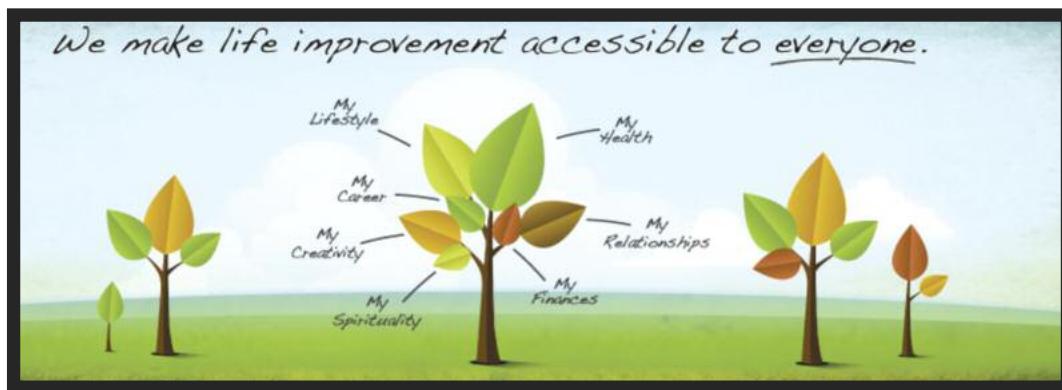 We make life improvement accessible to everyone.
My
Lifestyle
My
Health
My
Career
My
Creativity
My
Relationships
My
Spirituality
My
Finances